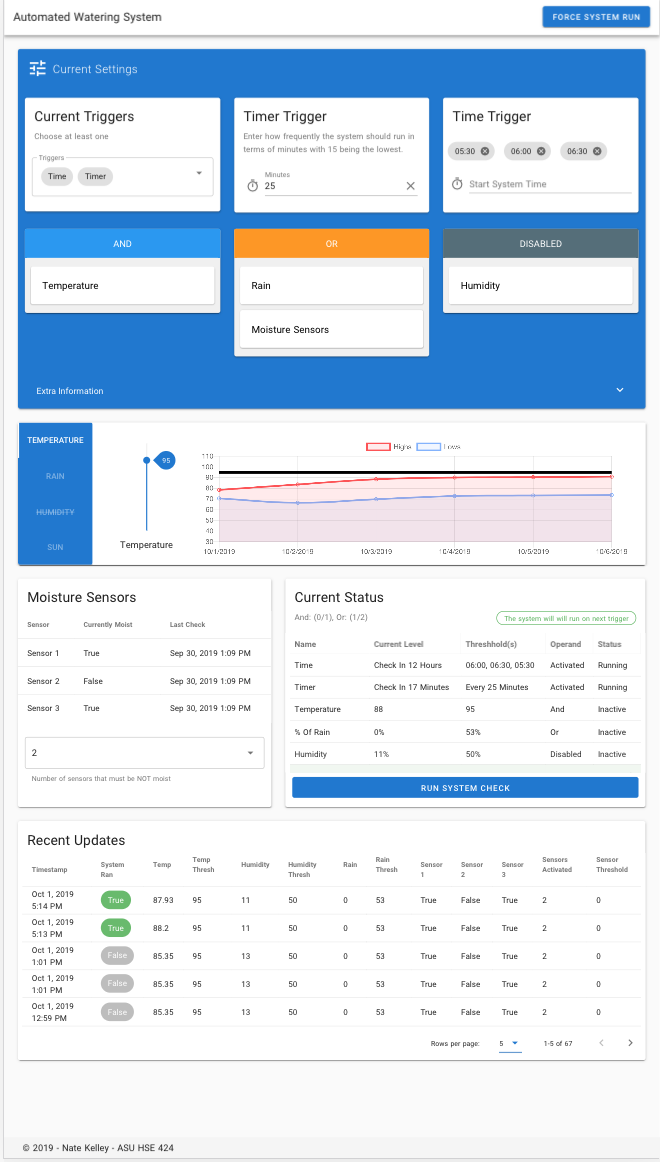 Automated Watering System
FORCE SYSTEM RUN
Current Settings
Current Triggers
Choose at least one
Triggers
Time Timer
Timer Trigger
Enter how frequently the system should run in
terms of minutes with 15 being the lowest.
Minutes
25
Time Trigger
05:30 06:00 06:30
Start System Time
AND
Temperature
OR
Rain
Moisture Sensors
DISABLED
Humidity
Extra Information
TEMPERATURE
RAIN
HUMIDITY
SUN
95
Temperature
Highs Lows
110
100
90
80
70
60
50
40
30
10/1/2019 10/2/2019 10/3/2019 10/4/2019 10/5/2019 10/6/2019
Moisture Sensors
Sensor Currently Moist Last Check
Sensor 1 True Sep 30, 2019 1:09 PM
Sensor 2 False Sep 30, 2019 1:09 PM
Sensor 3 True Sep 30, 2019 1:09 PM
2
Number of sensors that must be NOT moist
Current Status
And: (0/1), Or: (1/2)
The system will will run on next trigger
Name Current Level Threshhold(s) Operand Status
Time Check In 12 Hours 06:00, 06:30, 05:30 Activated Running
Timer Check In 17 Minutes Every 25 Minutes Activated Running
Temperature 88 95 And Inactive
% Of Rain 0% 53% Or Inactive
Humidity 11% 50% Disabled Inactive
RUN SYSTEM CHECK
Recent Updates
Timestamp System Ran Temp Temp Thresh Humidity Humidity Thresh Rain Rain Thresh Sensor 1 Sensor 2 Sensor 3 Sensors Activated Sensor Threshold
Oct 1, 2019 5:14 PM True 87.93 95 11 50 0 53 True False True 2 0
Oct 1, 2019 5:13 PM True 88.2 95 11 50 0 53 True False True 2 0
Oct 1, 2019 1:01 PM False 85.35 95 13 50 0 53 True False True 2 0
Oct 1, 2019 1:01 PM False 85.35 95 13 50 0 53 True False True 2 0
Oct 1, 2019 12:59 PM False 85.35 95 13 50 0 53 True False True 2 0
Rows per page: 5 1-5 of 67
© 2019 - Nate Kelley - ASU HSE 424